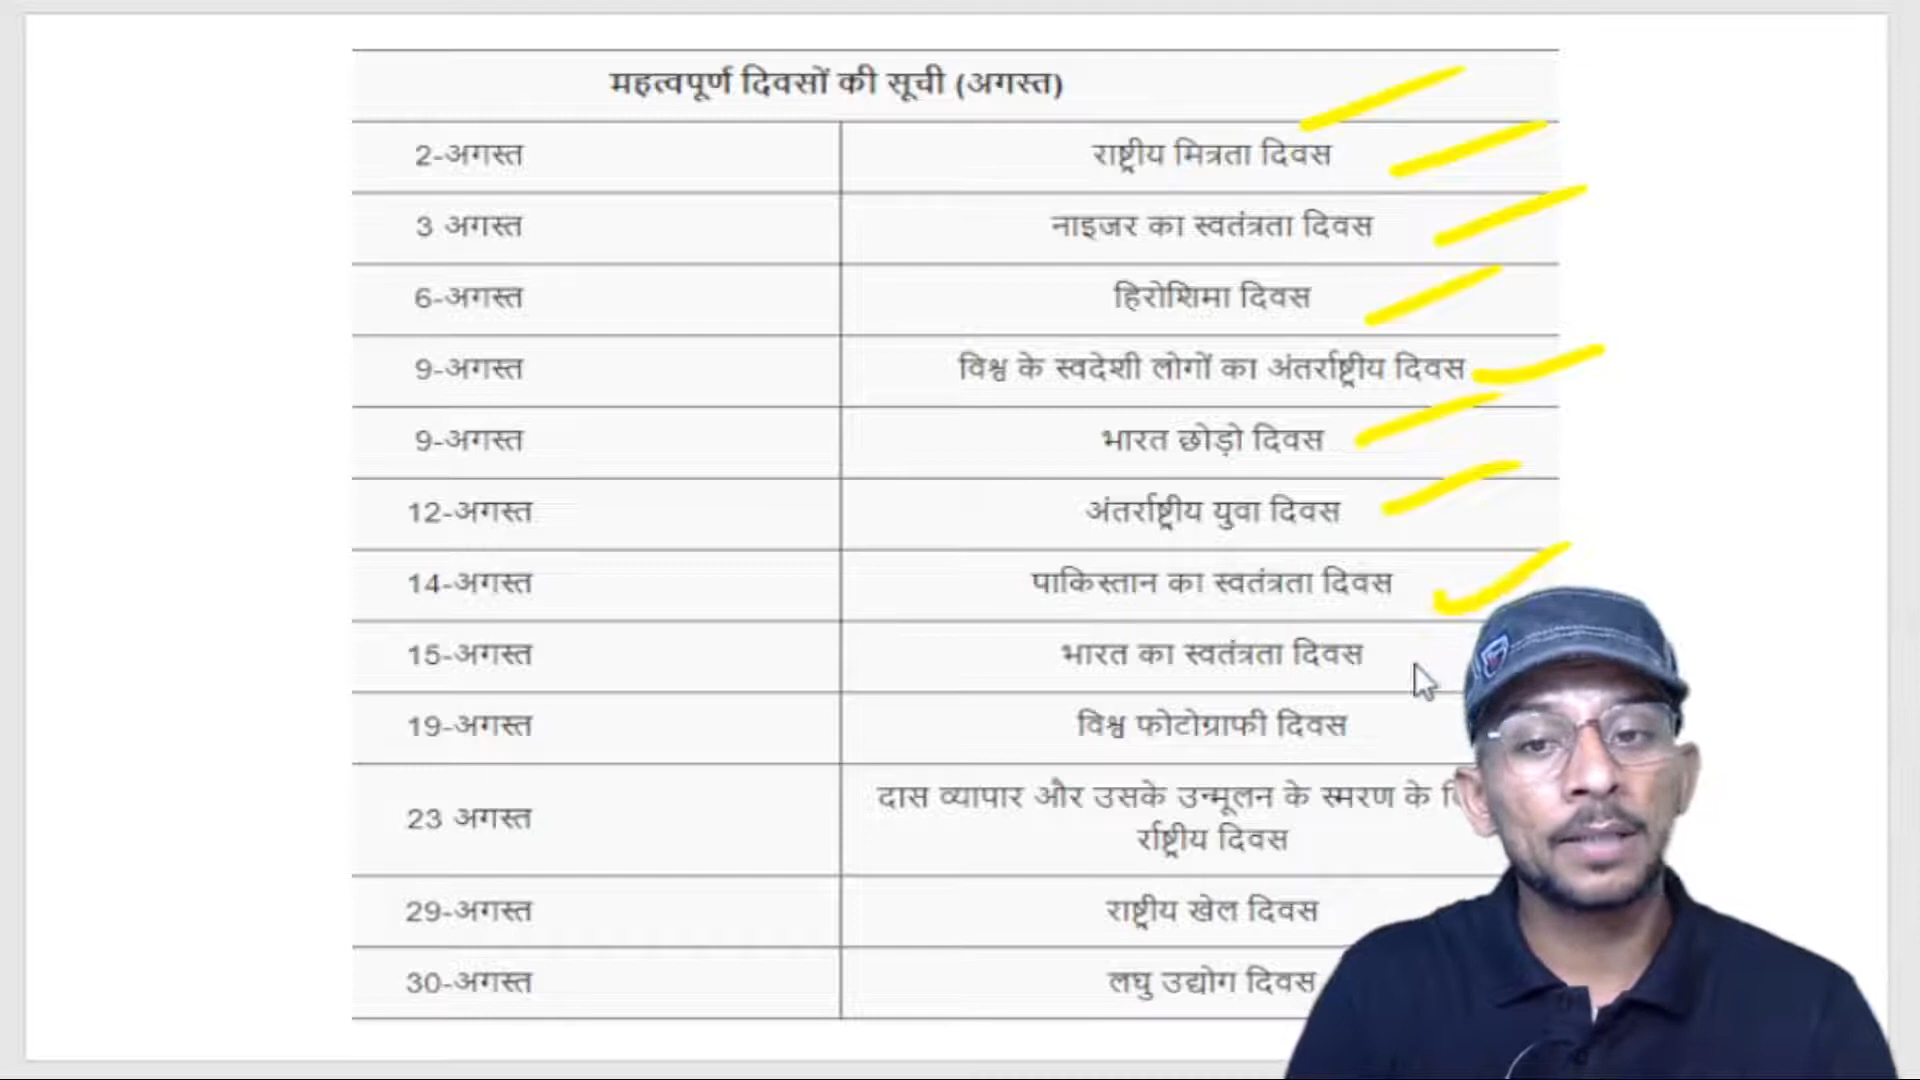 महत्वपूर्ण दिवसों की सूची (अगस्त)
2-अगस्त राष्ट्रीय मित्रता दिवस
3 अगस्त नाइजर का स्वतंत्रता दिवस
6-अगस्त हिरोशिमा दिवस
9-अगस्त विश्व के स्वदेशी लोगों का अंतर्राष्ट्रीय दिवस
9-अगस्त भारत छोड़ो दिवस
12-अगस्त अंतर्राष्ट्रीय युवा दिवस
14-अगस्त पाकिस्तान का स्वतंत्रता दिवस
15-अगस्त भारत का स्वतंत्रता दिवस
19-अगस्त विश्व फोटोग्राफी दिवस
23 अगस्त दास व्यापार और उसके उन्मूलन के स्मरण के
र्राष्ट्रीय दिवस
29-अगस्त राष्ट्रीय खेल दिवस
30-अगस्त लघु उद्योग दिवस